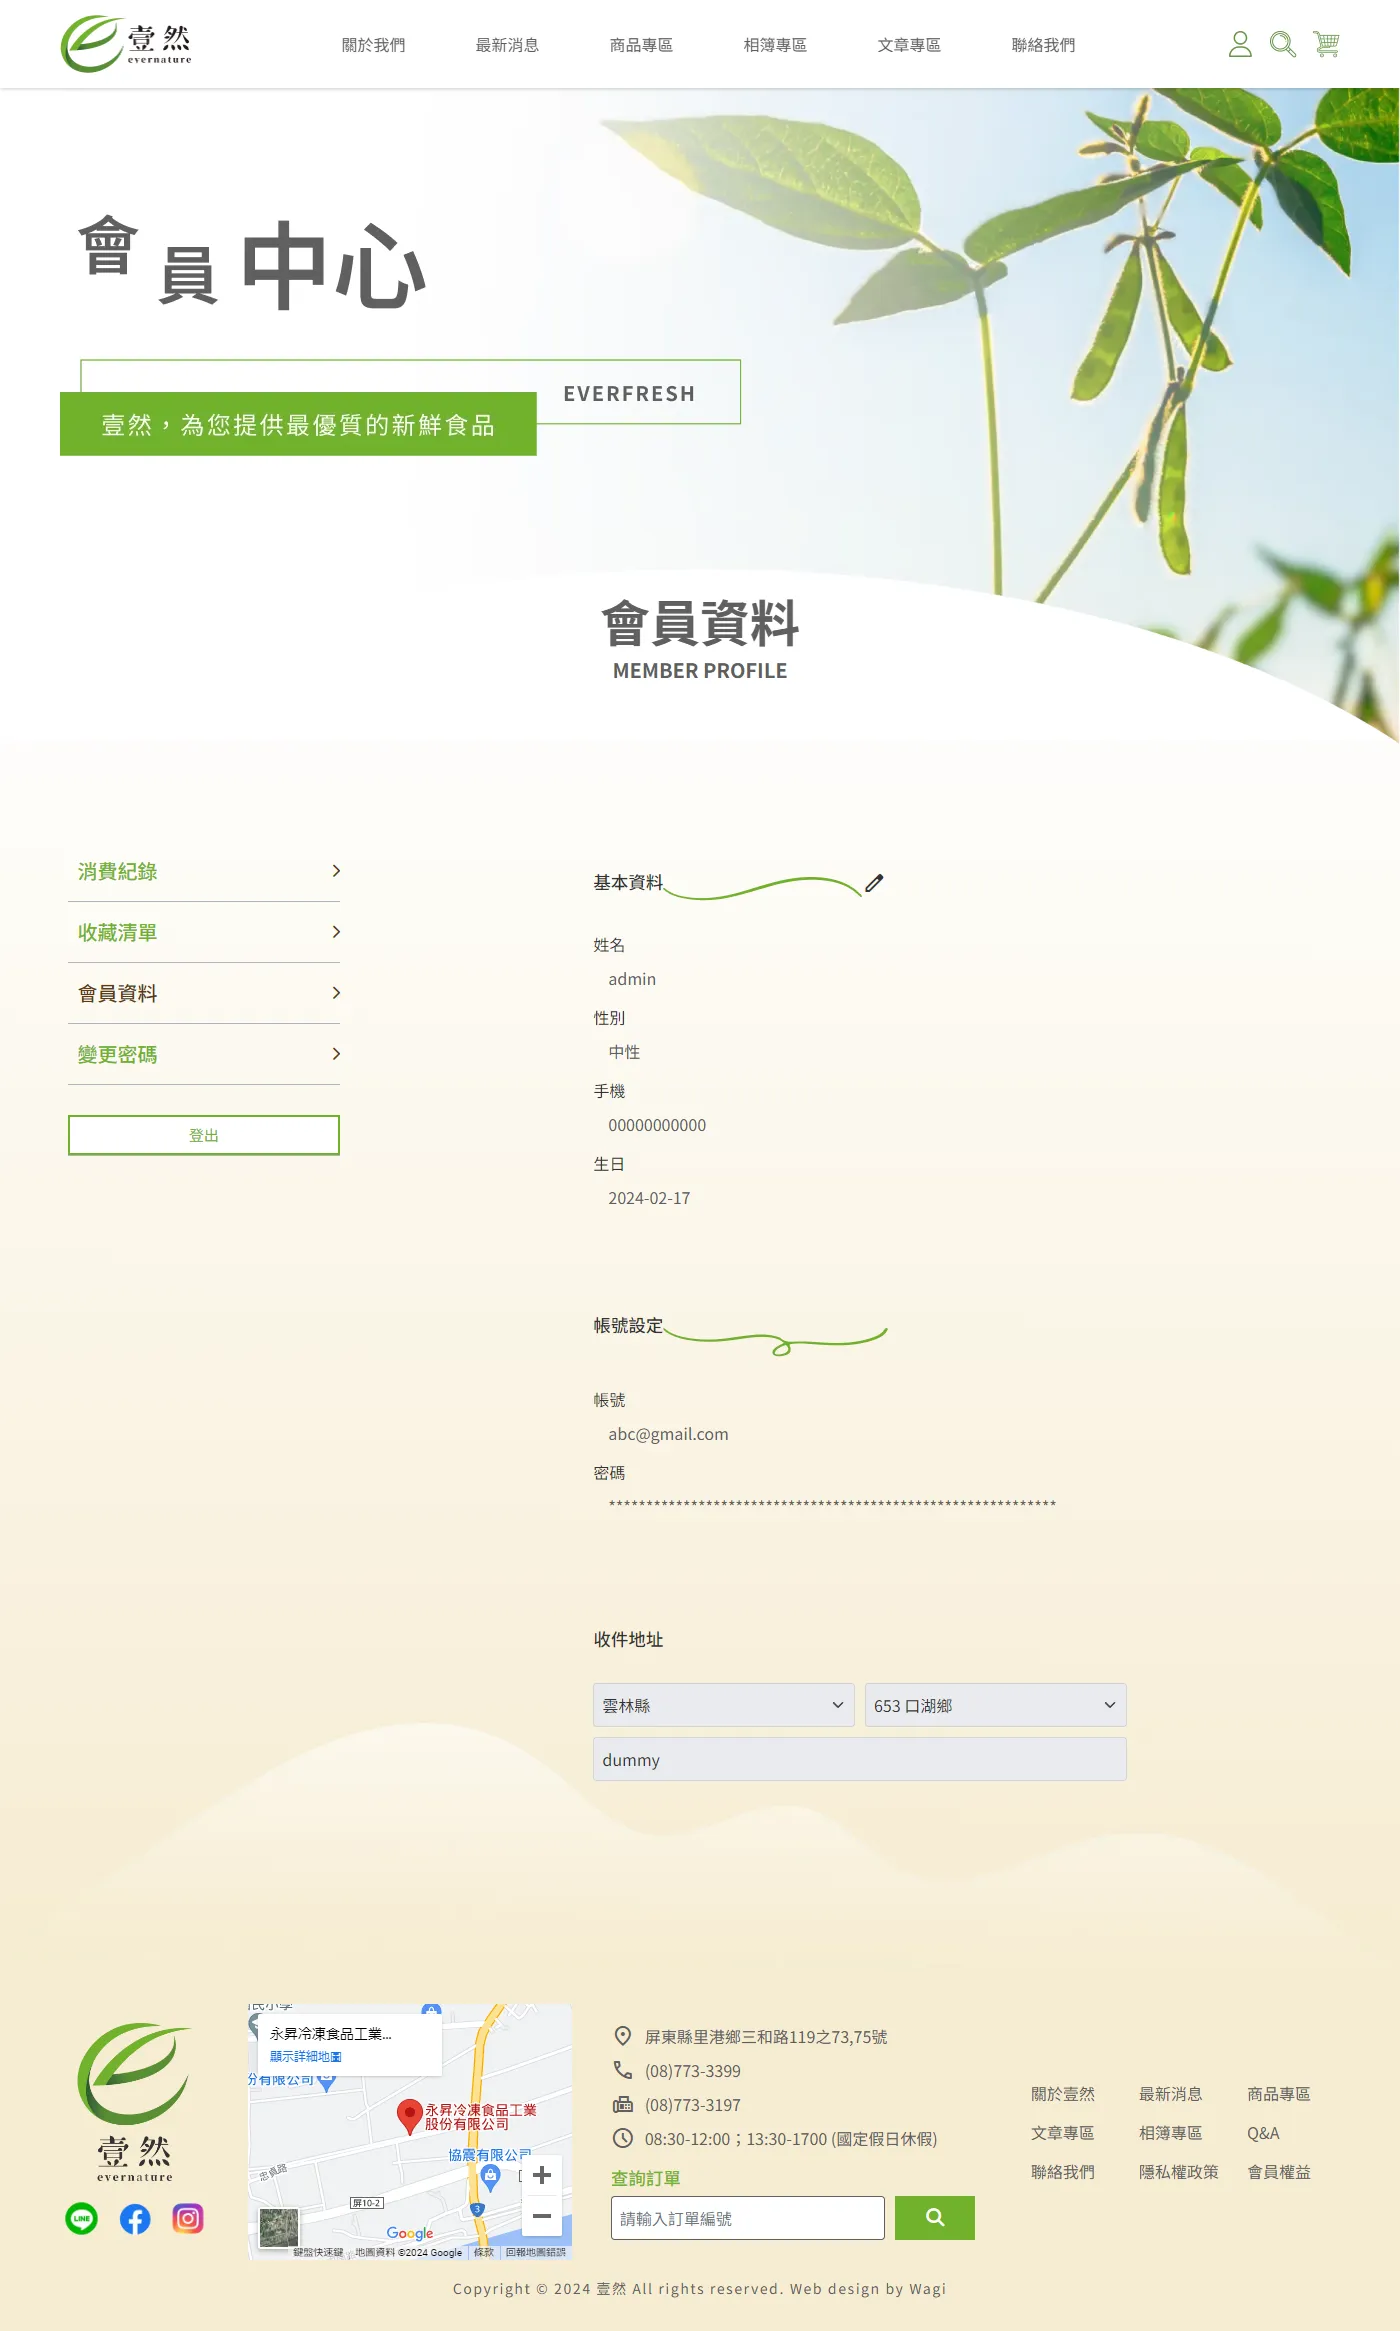 壹然
evernature
關於我們
最新消息
商品專區
相簿專區
文章專區
聯絡我們
會員中心
EVERFRESH
壹然，為您提供最優質的新鮮食品
會員資料
MEMBER PROFILE
消費紀錄
收藏清單
會員資料
變更密碼
登出
基本資料
姓名
admin
性別
中性
手機
00000000000
生日
2024-02-17
帳號設定
帳號
abc@gmail.com
密碼
************************************************************
收件地址
雲林縣
653 口湖鄉
dummy
壹然
evernature
LINE
永昇冷凍食品工業...
顯示詳細地圖
份有限公司
永昇冷凍食品工業
股份有限公司
協震有限公司
忠貞路
屏10-2
3
Google
鍵盤快速鍵
地圖資料 ©2024 Google
條款
回報地圖錯誤
屏東縣里港鄉三和路119之73,75號
(08)773-3399
(08)773-3197
08:30-12:00；13:30-1700 (國定假日休假)
查詢訂單
請輸入訂單編號
關於壹然
最新消息
商品專區
文章專區
相簿專區
Q&A
聯絡我們
隱私權政策
會員權益
Copyright © 2024 壹然 All rights reserved. Web design by Wagi